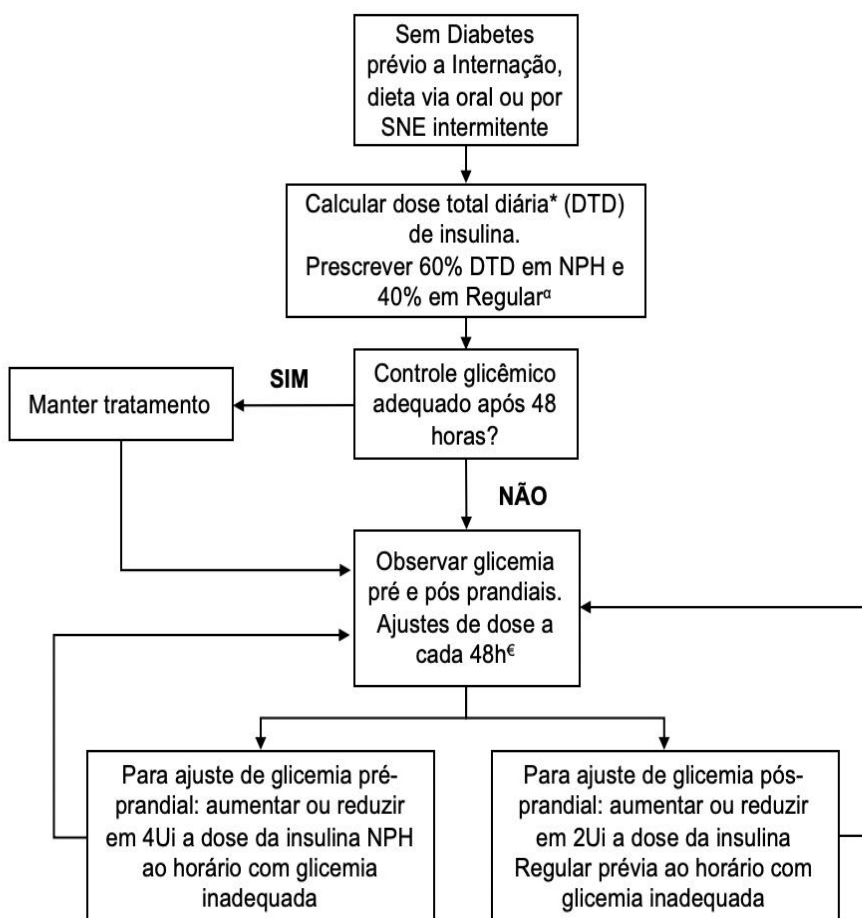 Sem Diabetes
prévio a Internação,
dieta via oral ou por
SNE intermitente
Calcular dose total diária* (DTD)
de insulina.
Prescrever 60% DTD em NPH e
40% em Regularᵅ
Controle glicêmico
adequado após 48
horas?
SIM
Manter tratamento
NÃO
Observar glicemia
pré e pós prandiais.
Ajustes de dose a
cada 48h€
Para ajuste de glicemia pré-
prandial: aumentar ou reduzir
em 4Ui a dose da insulina NPH
ao horário com glicemia
inadequada
Para ajuste de glicemia pós-
prandial: aumentar ou reduzir
em 2Ui a dose da insulina
Regular prévia ao horário com
glicemia inadequada